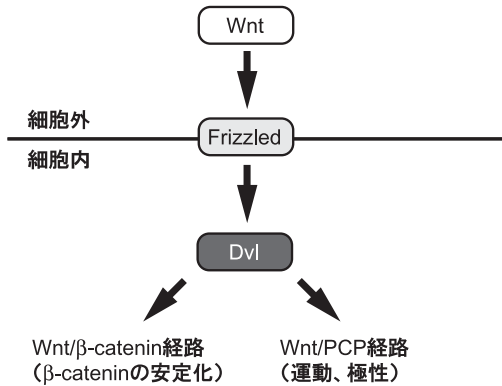 Wnt
細胞外
Frizzled
細胞内
Dvl
Wnt/β-catenin経路
（β-cateninの安定化）
Wnt/PCP経路
（運動、極性）